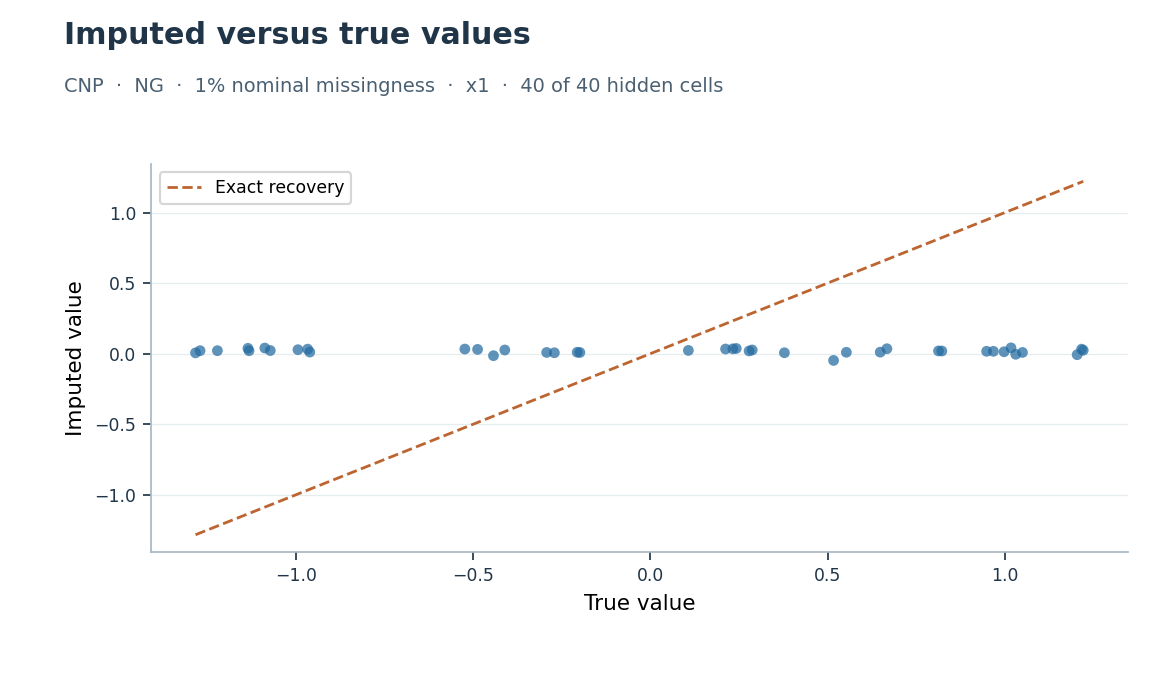 Imputed versus true values
CNP · NG · 1% nominal missingness · x1 · 40 of 40 hidden cells
Exact recovery
1.0
0.5
0.0
−0.5
−1.0
Imputed value
−1.0
−0.5
0.0
0.5
1.0
True value